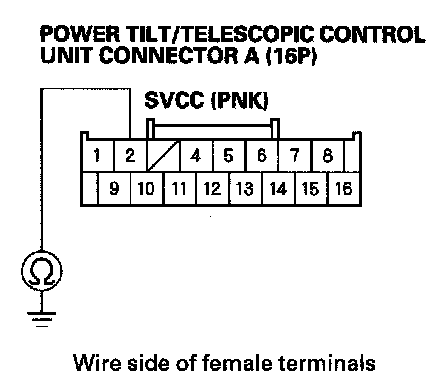 POWER TILT/TELESCOPIC CONTROL
UNIT CONNECTOR A (16P)
SVCC (PNK)
1 2 4 5 6 7 8
9 10 11 12 13 14 15 16
Ω
Wire side of female terminals